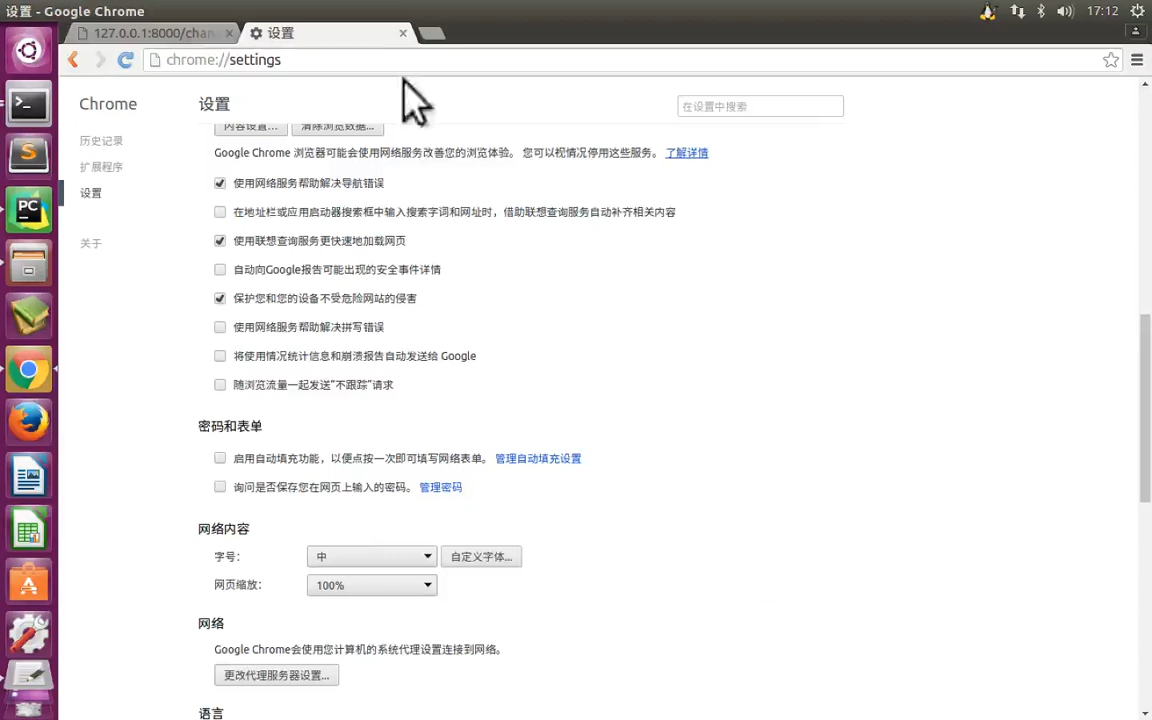 设置 - Google Chrome
17:12
127.0.0.1:8000/chan
设置
chrome://settings
Chrome
设置
在设置中搜索
历史记录
扩展程序
设置
关于
内容设置...
清除浏览数据...
Google Chrome 浏览器可能会使用网络服务改善您的浏览体验。 您可以视情况停用这些服务。 了解详情
使用网络服务帮助解决导航错误
在地址栏或应用启动器搜索框中输入搜索字词和网址时，借助联想查询服务自动补齐相关内容
使用联想查询服务更快速地加载网页
自动向Google报告可能出现的安全事件详情
保护您和您的设备不受危险网站的侵害
使用网络服务帮助解决拼写错误
将使用情况统计信息和崩溃报告自动发送给 Google
随浏览流量一起发送“不跟踪”请求
密码和表单
启用自动填充功能，以便点按一次即可填写网络表单。 管理自动填充设置
询问是否保存您在网页上输入的密码。 管理密码
网络内容
字号：
中
自定义字体...
网页缩放：
100%
网络
Google Chrome会使用您计算机的系统代理设置连接到网络。
更改代理服务器设置...
语言